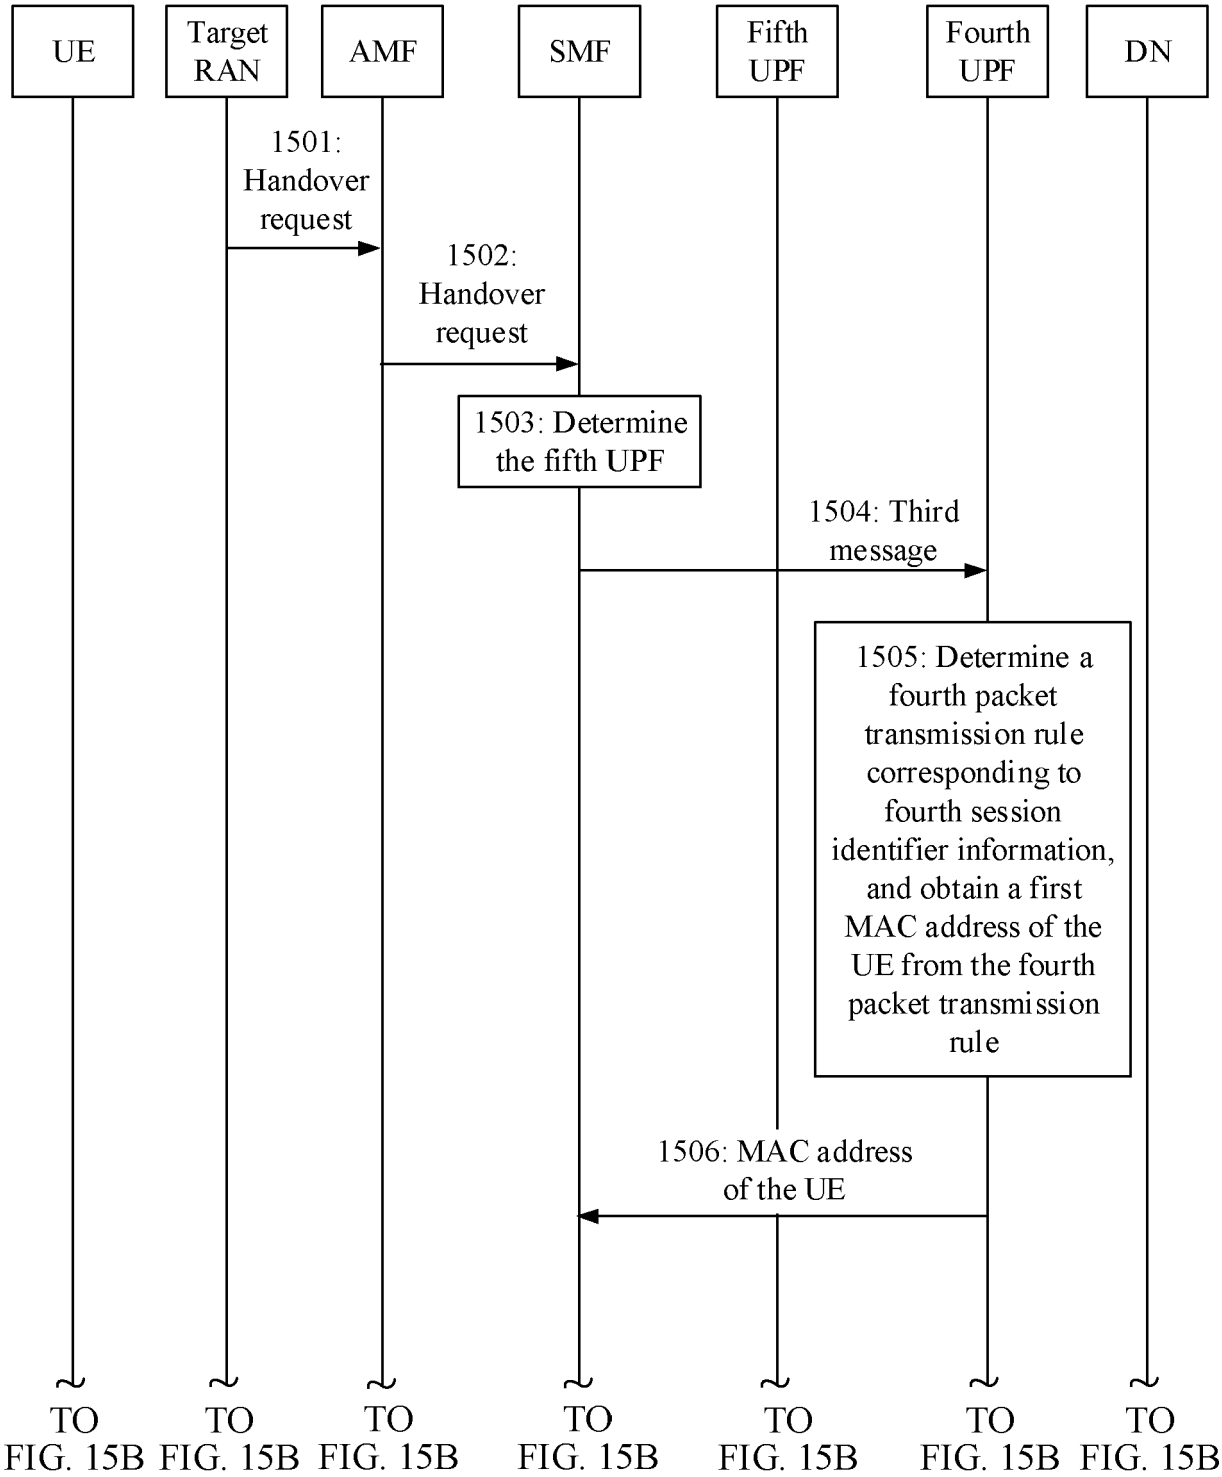 UE
Target
RAN
AMF
SMF
Fifth
UPF
Fourth
UPF
DN
1501:
Handover
request
1502:
Handover
request
1503: Determine
the fifth UPF
1504: Third
message
1505: Determine a
fourth packet
transmission rule
corresponding to
fourth session
identifier information,
and obtain a first
MAC address of the
UE from the fourth
packet transmission
rule
1506: MAC address
of the UE
TO
FIG. 15B
TO
FIG. 15B
TO
FIG. 15B
TO
FIG. 15B
TO
FIG. 15B
TO
FIG. 15B
TO
FIG. 15B